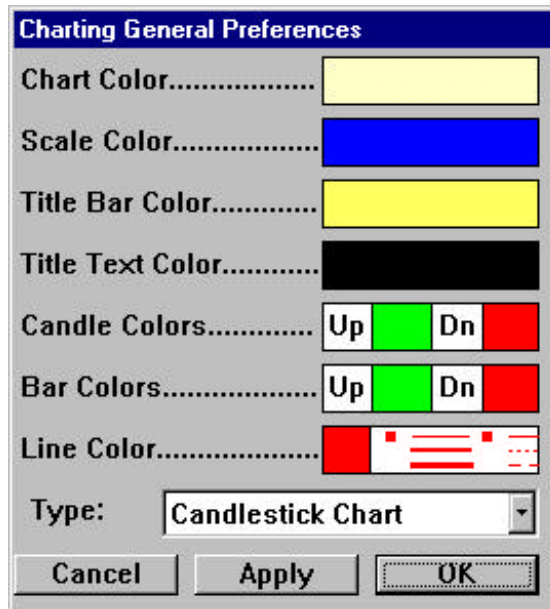 Charting General Preferences
Chart Color..................
Scale Color..................
Title Bar Color.............
Title Text Color............
Candle Colors............. Up Dn
Bar Colors................... Up Dn
Line Color....................
Type: Candlestick Chart
Cancel Apply OK